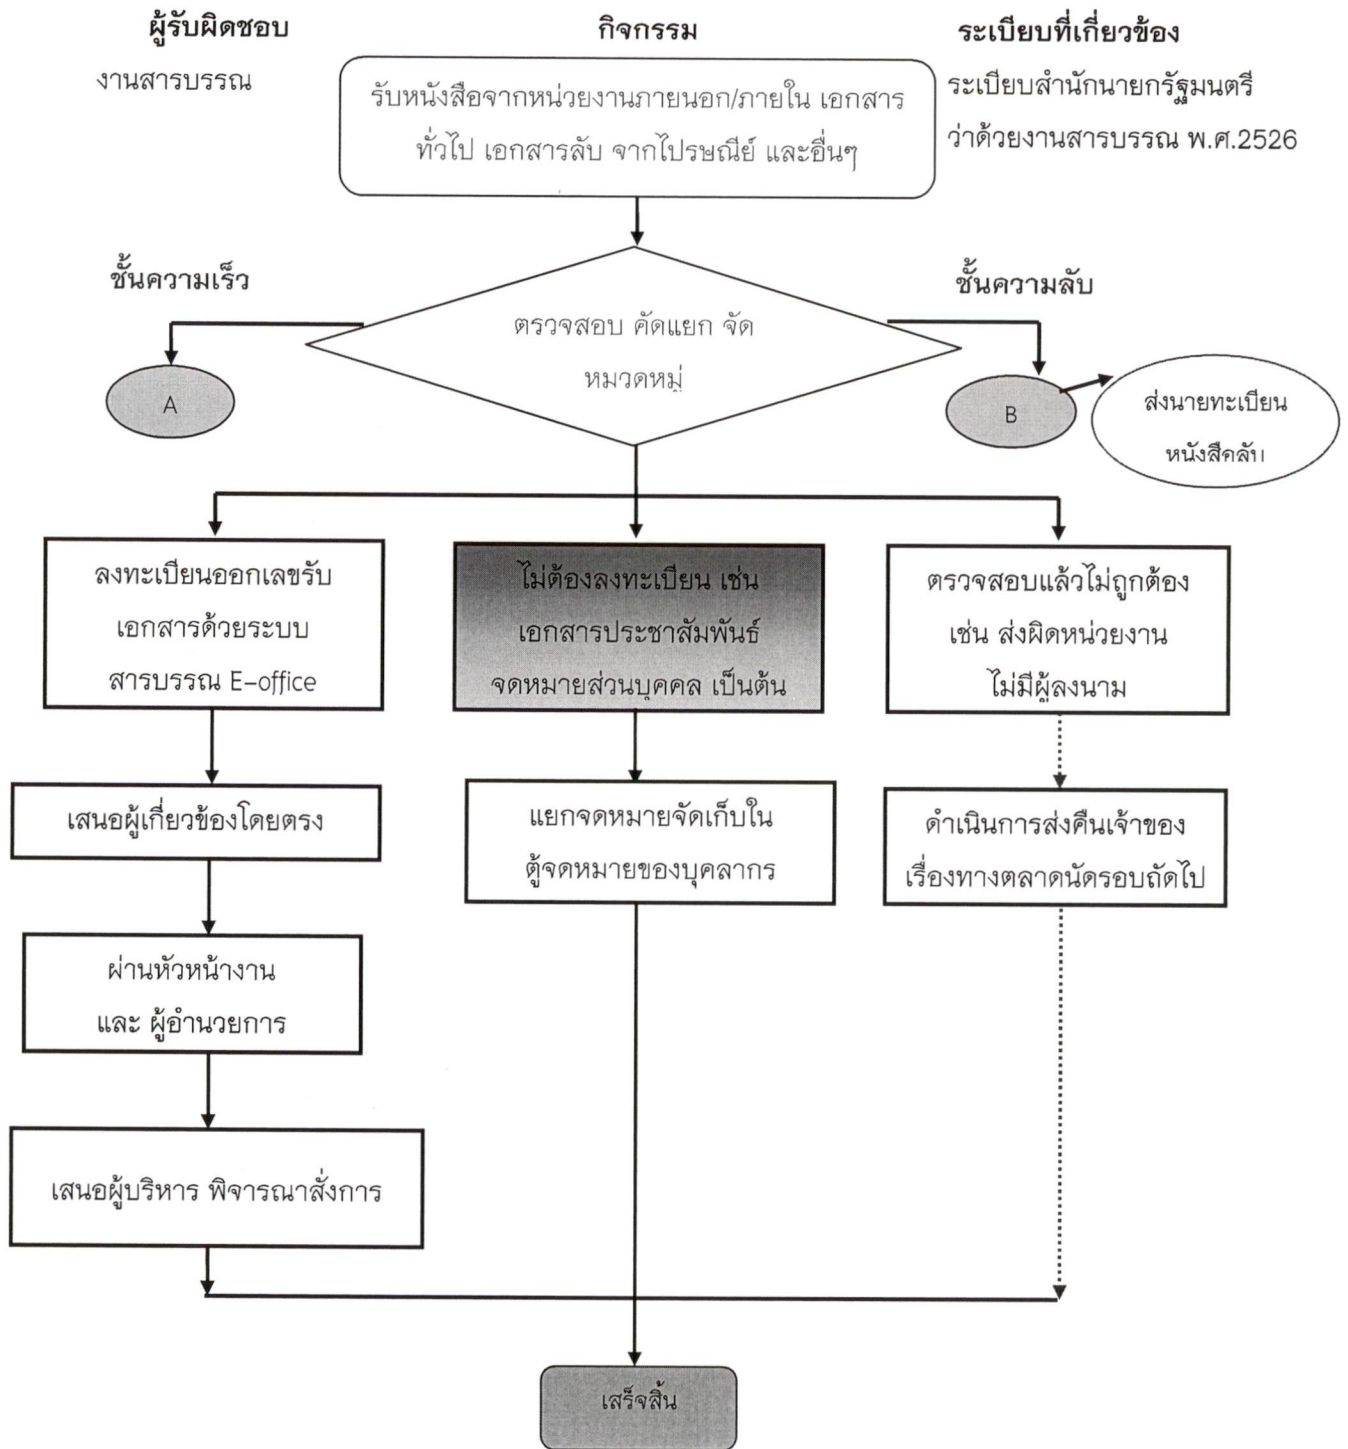 ผู้รับผิดชอบ
กิจกรรม
ระเบียบที่เกี่ยวข้อง
งานสารบรรณ
รับหนังสือจากหน่วยงานภายนอก/ภายใน เอกสาร
ทั่วไป เอกสารลับ จากไปรษณีย์ และอื่นๆ
ระเบียบสำนักนายกรัฐมนตรี
ว่าด้วยงานสารบรรณ พ.ศ.2526
ชั้นความเร็ว
ชั้นความลับ
ตรวจสอบ คัดแยก จัด
หมวดหมู่
A
B
ส่งนายทะเบียน
หนังสือลับ
ลงทะเบียนออกเลขรับ
เอกสารด้วยระบบ
สารบรรณ E-office
ไม่ต้องลงทะเบียน เช่น
เอกสารประชาสัมพันธ์
จดหมายส่วนบุคคล เป็นต้น
ตรวจสอบแล้วไม่ถูกต้อง
เช่น ส่งผิดหน่วยงาน
ไม่มีผู้ลงนาม
เสนอผู้เกี่ยวข้องโดยตรง
แยกจดหมายจัดเก็บใน
ตู้จดหมายของบุคลากร
ดำเนินการส่งคืนเจ้าของ
เรื่องทางตลาดนัดรอบถัดไป
ผ่านหัวหน้างาน
และ ผู้อำนวยการ
เสนอผู้บริหาร พิจารณาสั่งการ
เสร็จสิ้น